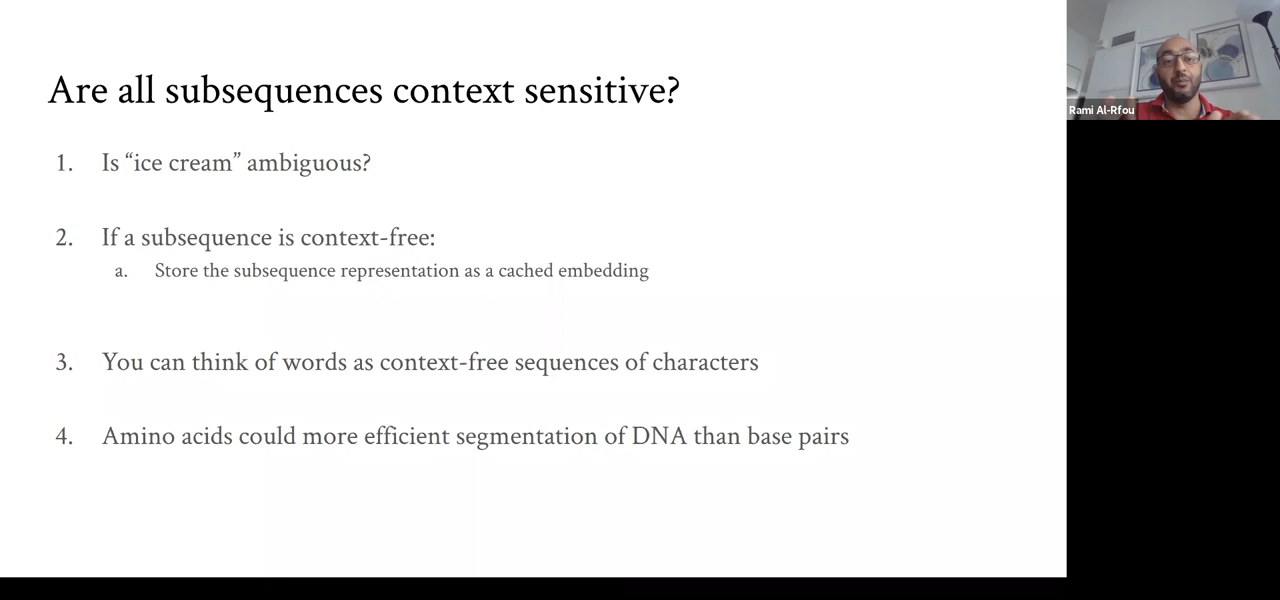 Are all subsequences context sensitive?
1. Is “ice cream” ambiguous?
2. If a subsequence is context-free:
a. Store the subsequence representation as a cached embedding
3. You can think of words as context-free sequences of characters
4. Amino acids could more efficient segmentation of DNA than base pairs
Rami Al-Rfou